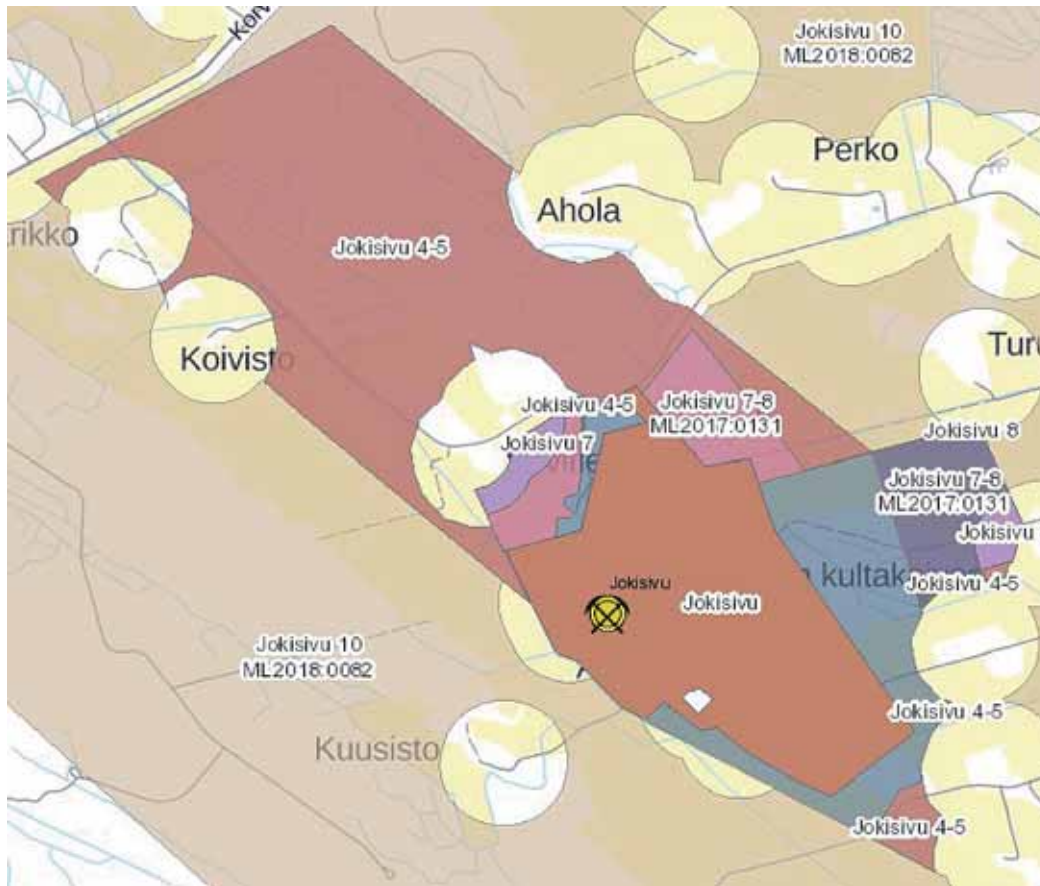 Jokisivu 10
ML2018:0082
Perko
Ahola
rikko
Jokisivu 4-5
Koivisto
Jokisivu 4-5
Jokisivu 7-8
ML2017:0131
Jokisivu 7
Jokisivu 8
Jokisivu 7-8
ML2017:0131
Jokisivu
kultak
Jokisivu 4-5
Jokisivu
Jokisivu
Jokisivu 10
ML2018:0082
Jokisivu 4-5
Kuusisto
Jokisivu 4-5